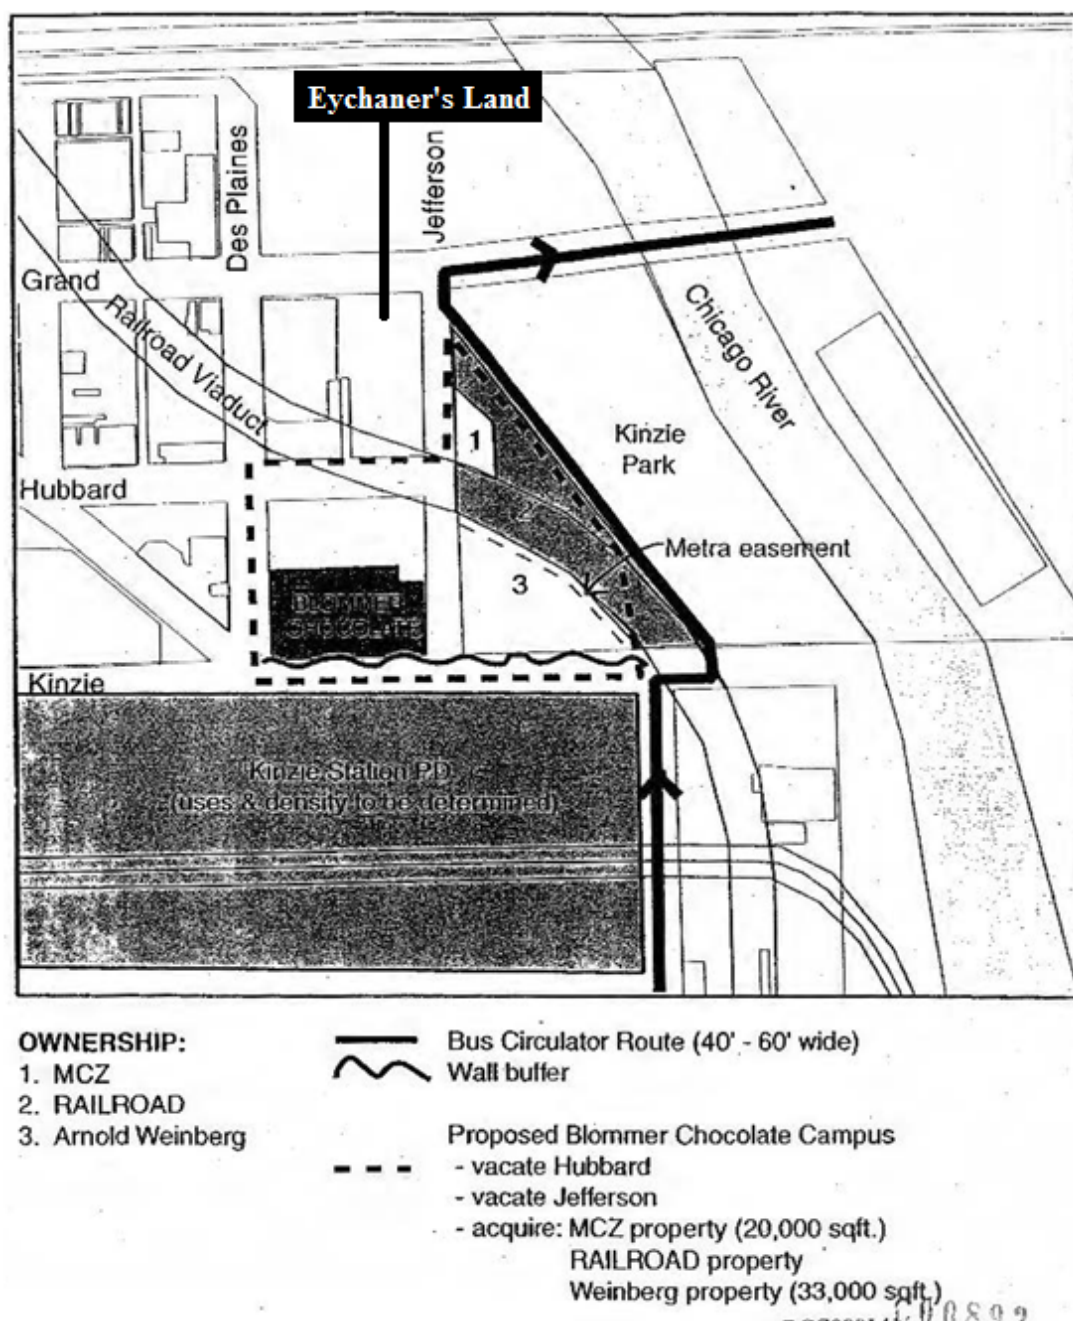 Eychaner's Land
Des Plaines
Jefferson
Grand
Railroad Viaduct
Chicago River
1
Kinzie
Park
Hubbard
2
Metra easement
3
BLOMMER
CHOCOLATE
Kinzie
Kinzie Station PD
(uses & density to be determined)
OWNERSHIP:
1. MCZ
2. RAILROAD
3. Arnold Weinberg
Bus Circulator Route (40' - 60' wide)
Wall buffer
Proposed Blommer Chocolate Campus
- vacate Hubbard
- vacate Jefferson
- acquire: MCZ property (20,000 sqft.)
RAILROAD property
Weinberg property (33,000 sqft.)